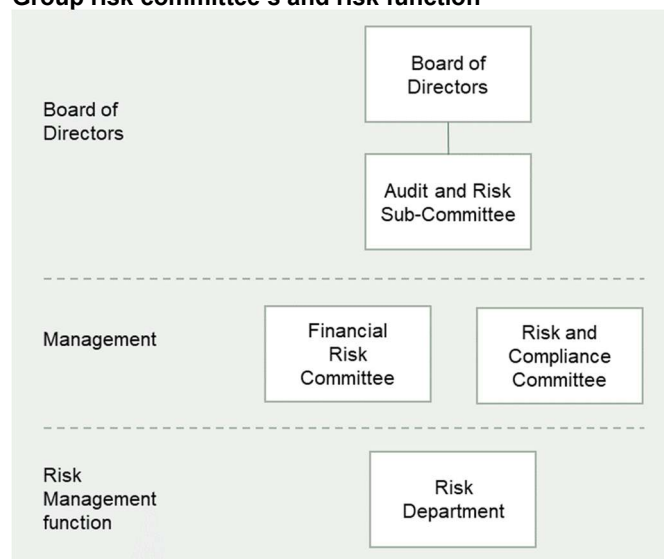 Group risk committee's and risk function
Board of
Directors
Board of
Directors
Audit and Risk
Sub-Committee
Management
Financial
Risk
Committee
Risk and
Compliance
Committee
Risk
Management
function
Risk
Department